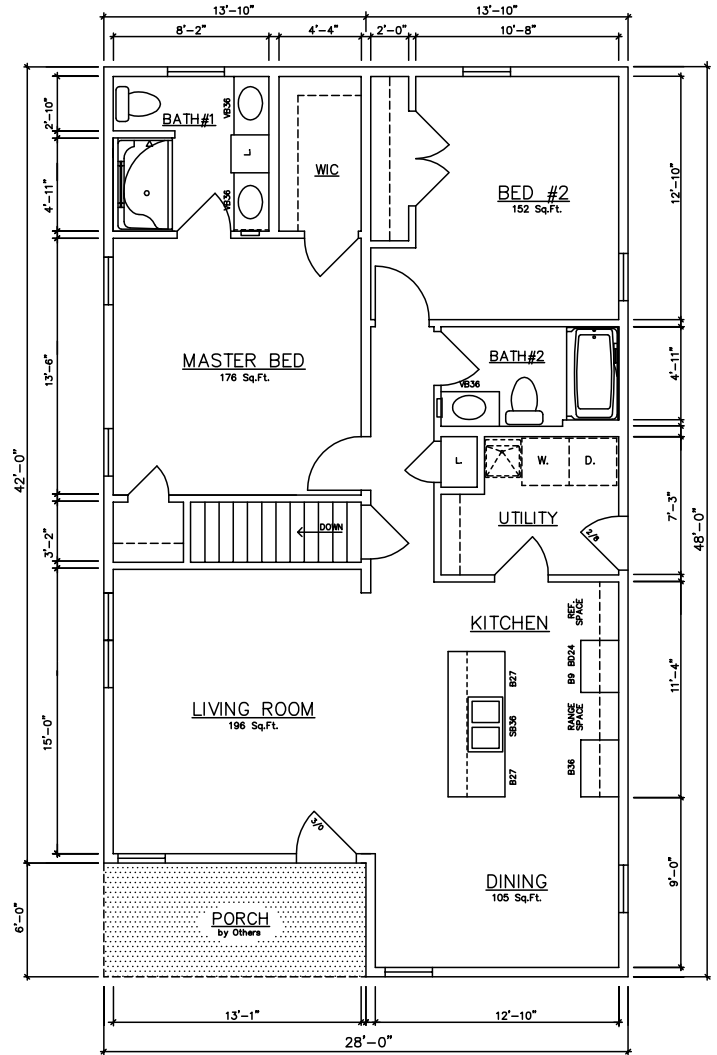 13'-10"
13'-10"
8'-2"
4'-4"
2'-0"
10'-8"
2'-10"
BATH#1
VB36
L
VB36
WIC
BED #2
152 Sq.Ft.
12'-10"
4'-11"
MASTER BED
176 Sq.Ft.
13'-6"
BATH#2
VB36
4'-11"
42'-0"
L
W.
D.
UTILITY
2/8
7'-3"
48'-0"
DOWN
3'-2"
KITCHEN
REF.
SPACE
B9 BD24
RANGE
SPACE
B36
B27
SB36
B27
11'-4"
LIVING ROOM
196 Sq.Ft.
15'-0"
3/0
DINING
105 Sq.Ft.
9'-0"
PORCH
by Others
6'-0"
13'-1"
12'-10"
28'-0"